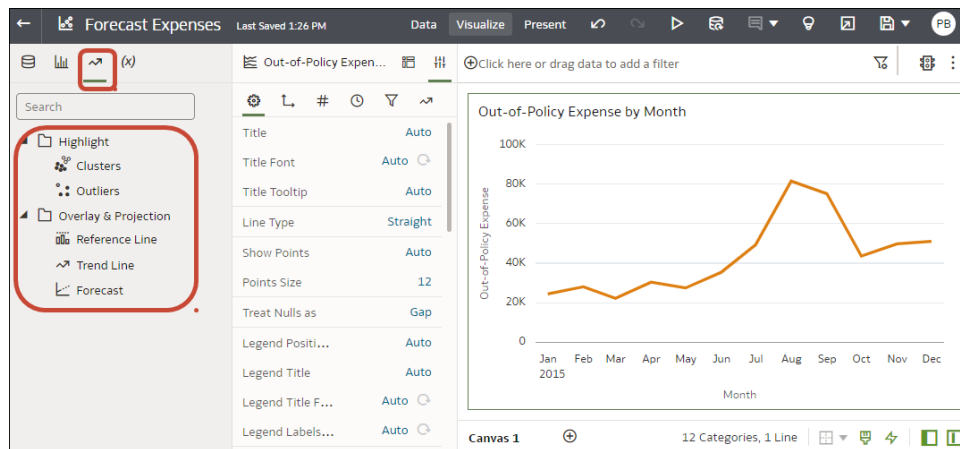 Forecast Expenses
Last Saved 1:26 PM
Data
Visualize
Present
PB
(x)
Out-of-Policy Expen...
Click here or drag data to add a filter
Search
Highlight
Clusters
Outliers
Overlay & Projection
Reference Line
Trend Line
Forecast
#
Title Auto
Title Font Auto
Title Tooltip Auto
Line Type Straight
Show Points Auto
Points Size 12
Treat Nulls as Gap
Legend Positi... Auto
Legend Title Auto
Legend Title F... Auto
Legend Labels... Auto
Out-of-Policy Expense by Month
Out-of-Policy Expense
100K
80K
60K
40K
20K
0
Jan Feb Mar Apr May Jun Jul Aug Sep Oct Nov Dec
2015
Month
Canvas 1
12 Categories, 1 Line